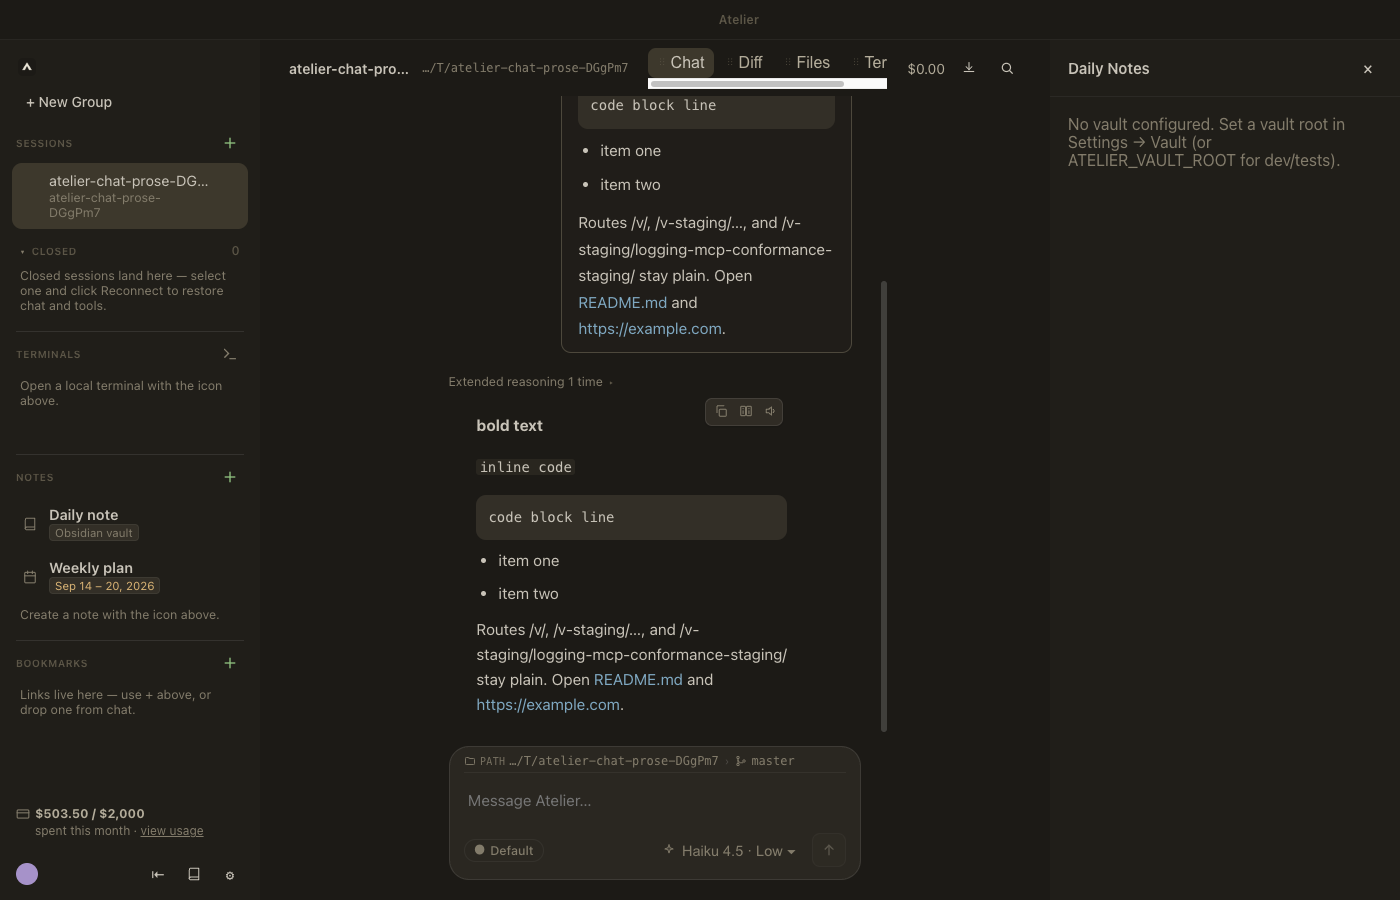 Atelier
+ New Group
SESSIONS
atelier-chat-prose-DG...
atelier-chat-prose-
DGgPm7
CLOSED
0
Closed sessions land here — select
one and click Reconnect to restore
chat and tools.
TERMINALS
Open a local terminal with the icon
above.
NOTES
Daily note
Obsidian vault
Weekly plan
Sep 14 – 20, 2026
Create a note with the icon above.
BOOKMARKS
Links live here — use + above, or
drop one from chat.
$503.50 / $2,000
spent this month · view usage
atelier-chat-pro...
…/T/atelier-chat-prose-DGgPm7
Chat
Diff
Files
Ter
$0.00
code block line
• item one
• item two
Routes /v/, /v-staging/..., and /v-
staging/logging-mcp-conformance-
staging/ stay plain. Open
README.md and
https://example.com.
Extended reasoning 1 time ·
bold text
inline code
code block line
• item one
• item two
Routes /v/, /v-staging/..., and /v-
staging/logging-mcp-conformance-staging/
stay plain. Open README.md and
https://example.com.
PATH …/T/atelier-chat-prose-DGgPm7 · master
Message Atelier...
Default
Haiku 4.5 · Low
Daily Notes
×
No vault configured. Set a vault root in
Settings → Vault (or
ATELIER_VAULT_ROOT for dev/tests).